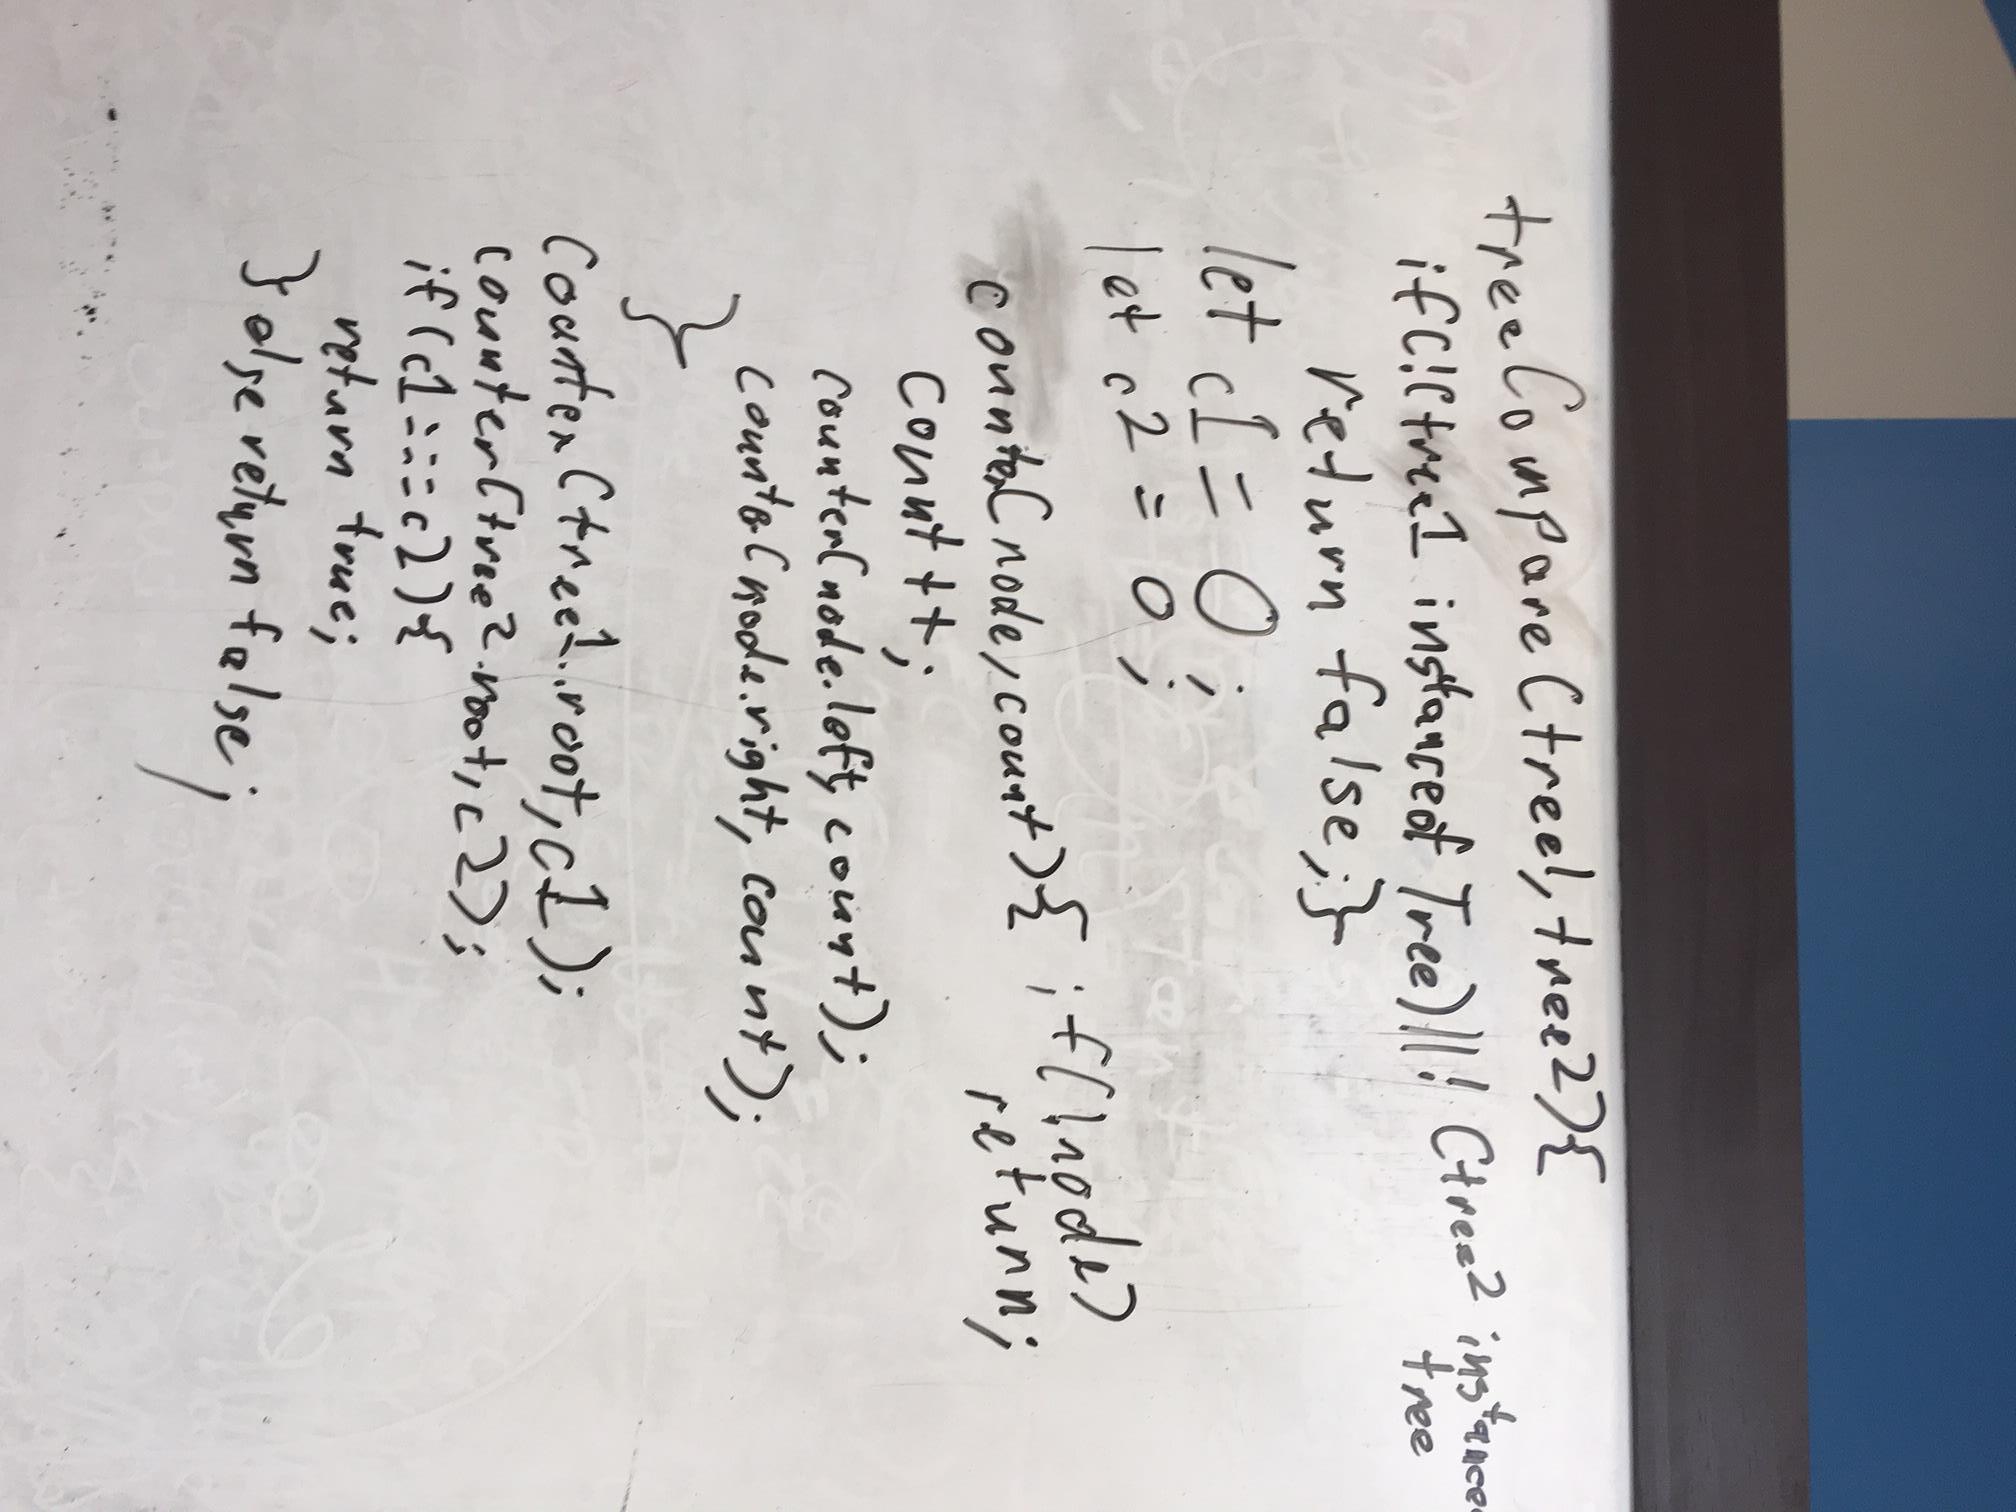 treeCompare(tree1, tree2){
if(!(tree1 instanceof Tree)||!(tree2 instance
tree
return false;}
let c1 = 0;
let c2 = 0;
counter(node, count){ if(!node)
return;
count++;
counter(node.left, count);
counter(node.right, count);
}
counter(tree1.root, c1);
counter(tree2.root, c2);
if(c1 === c2){
return true;
} else return false;